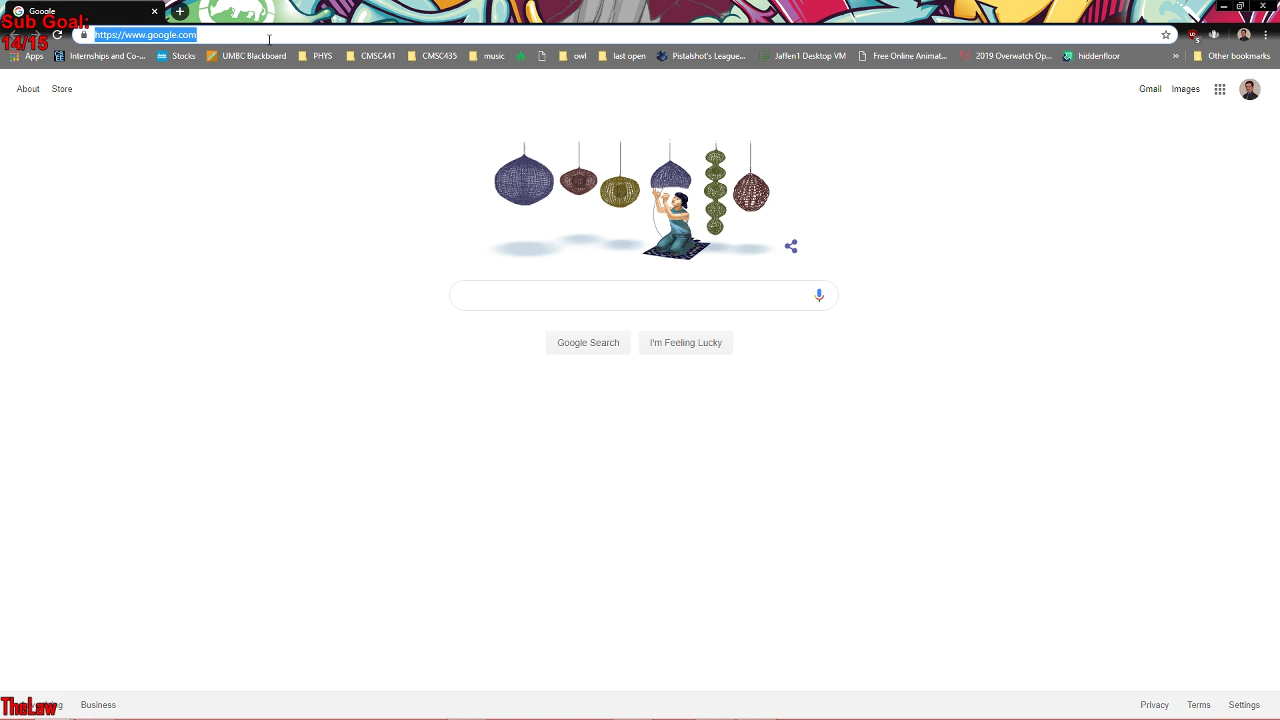 Google
Sub Goal:
14/15
https://www.google.com
Apps
Internships and Co-...
Stocks
UMBC Blackboard
PHYS
CMSC441
CMSC435
music
owl
last open
Pistalshot's League...
Jaffen1 Desktop VM
Free Online Animat...
2019 Overwatch Op...
hiddenfloor
»
Other bookmarks
About
Store
Gmail
Images
Google Search
I'm Feeling Lucky
TheLaw
Business
Privacy
Terms
Settings